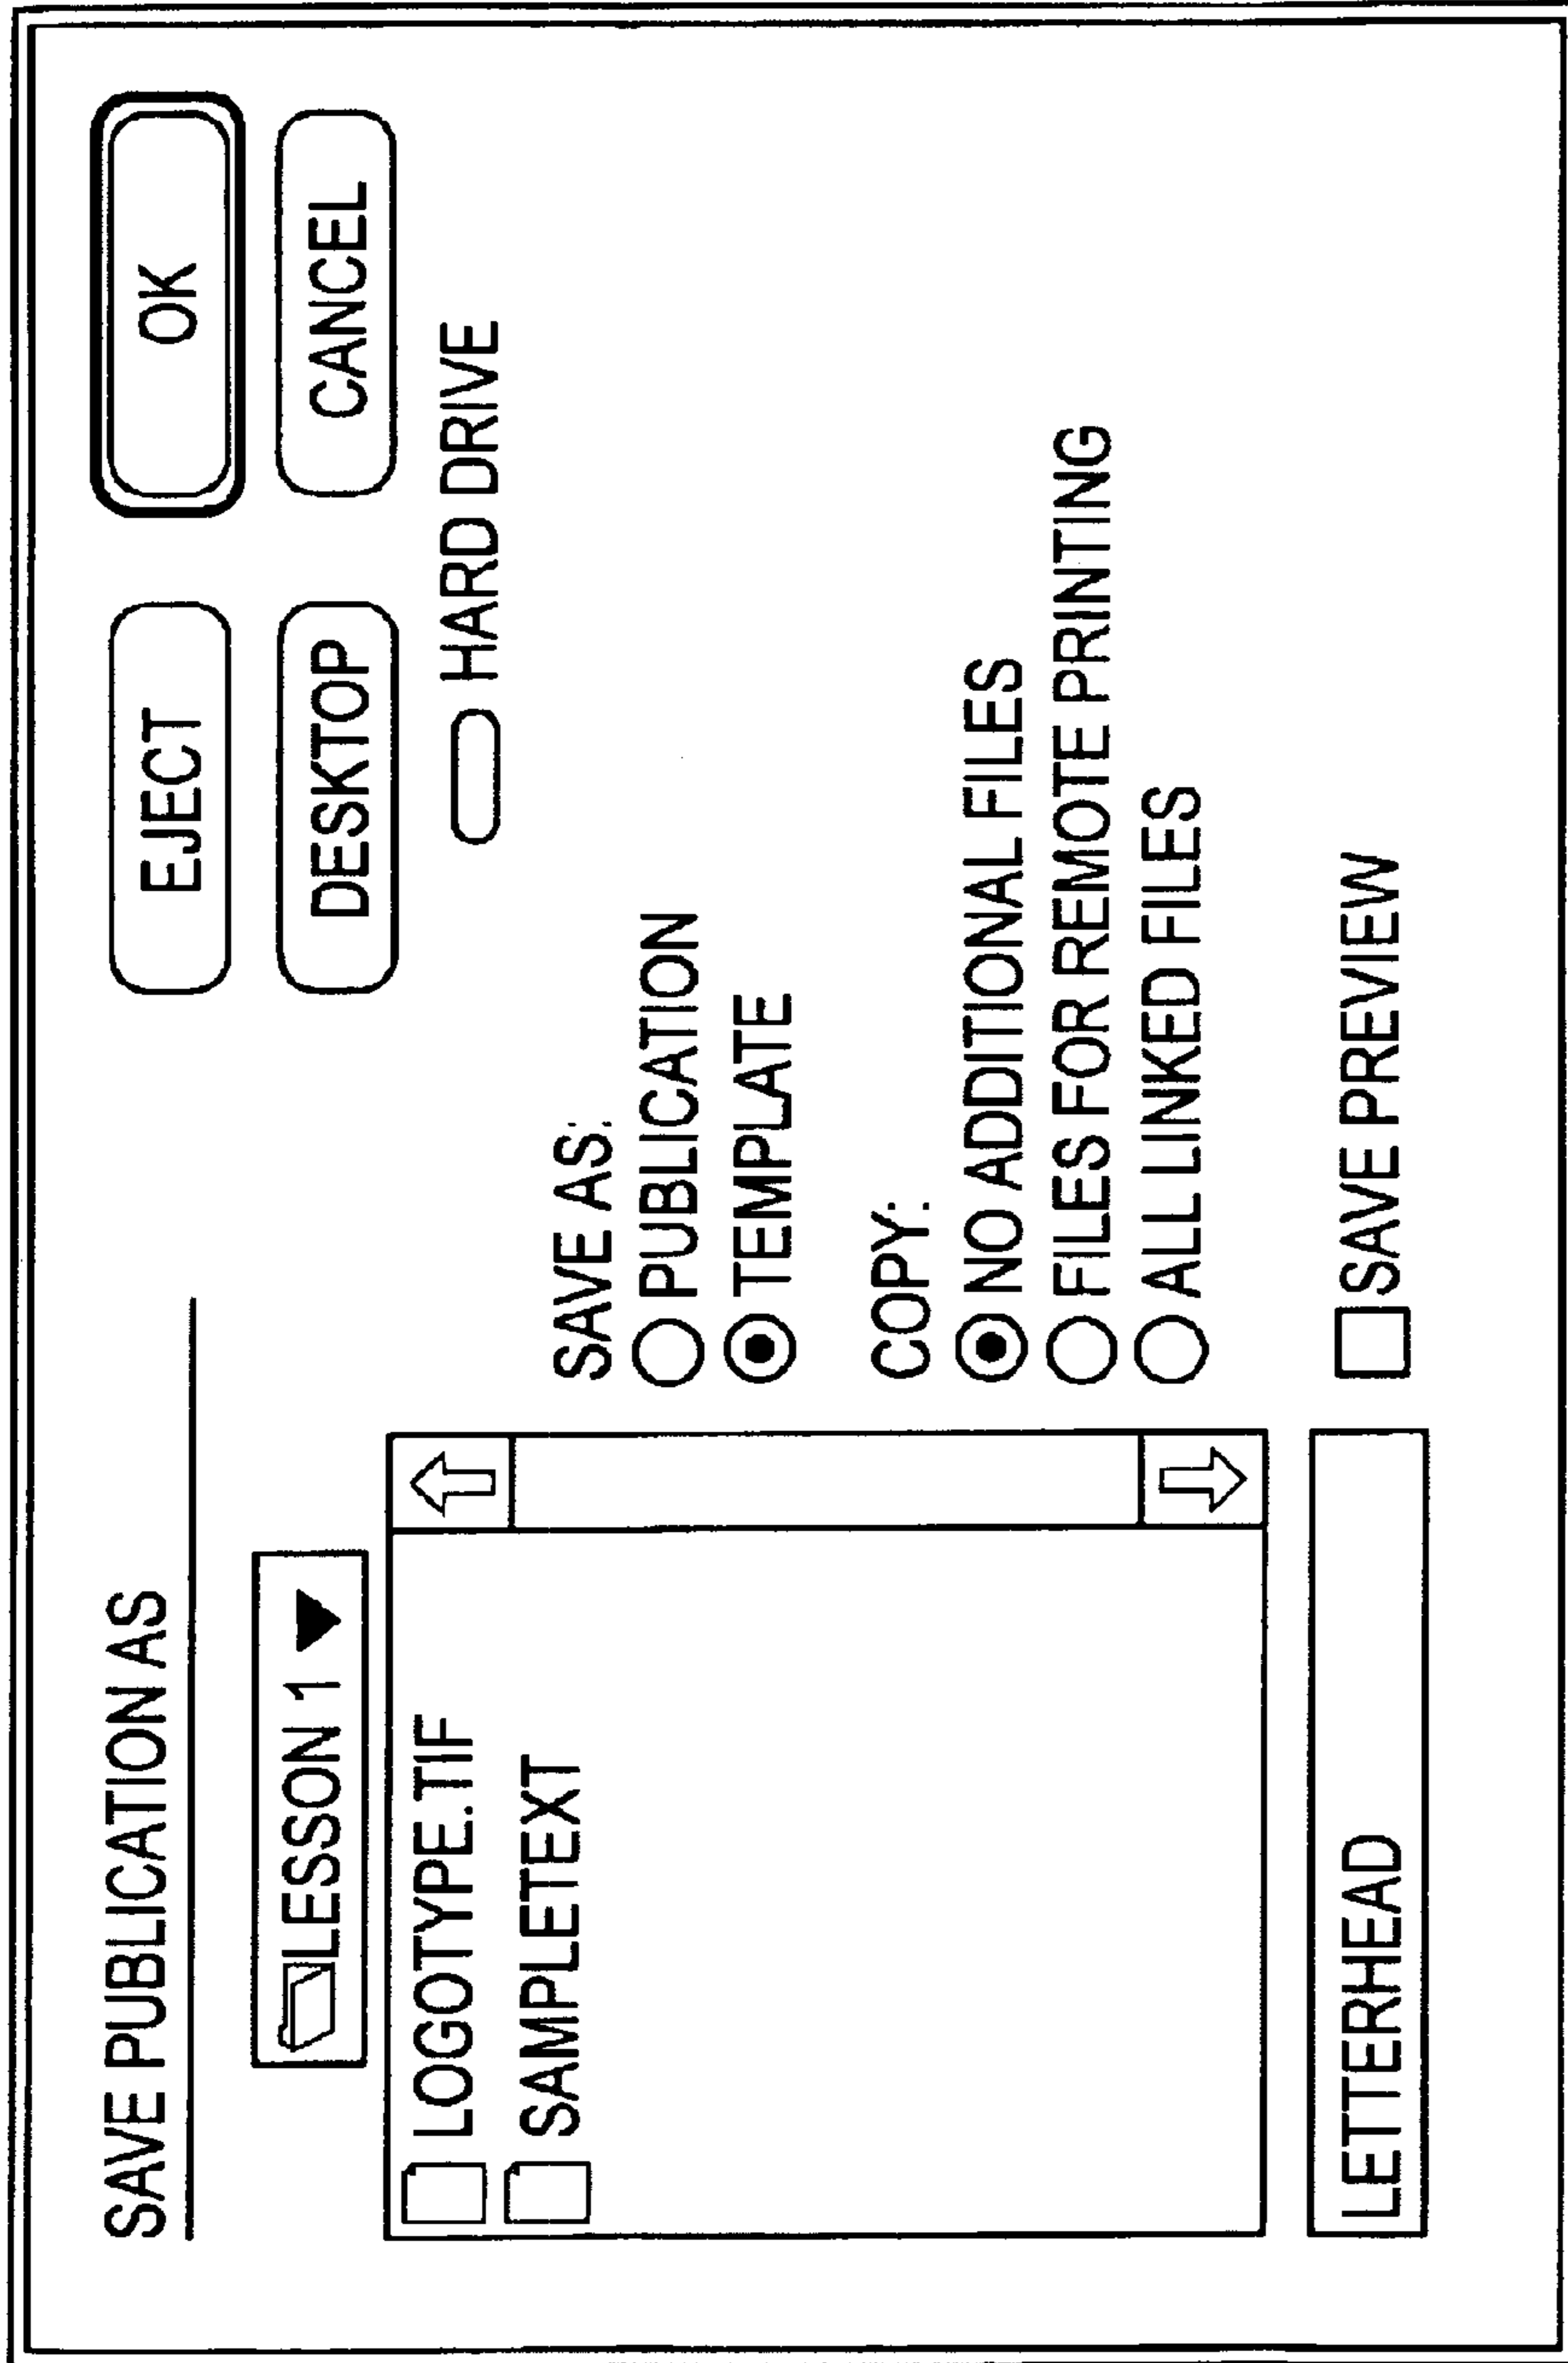 SAVE PUBLICATION AS
EJECT
OK
LESSON 1
DESKTOP
CANCEL
HARD DRIVE
LOGOTYPE.TIF
SAMPLETEXT
SAVE AS:
PUBLICATION
TEMPLATE
COPY:
NO ADDITIONAL FILES
FILES FOR REMOTE PRINTING
ALL LINKED FILES
LETTERHEAD
SAVE PREVIEW